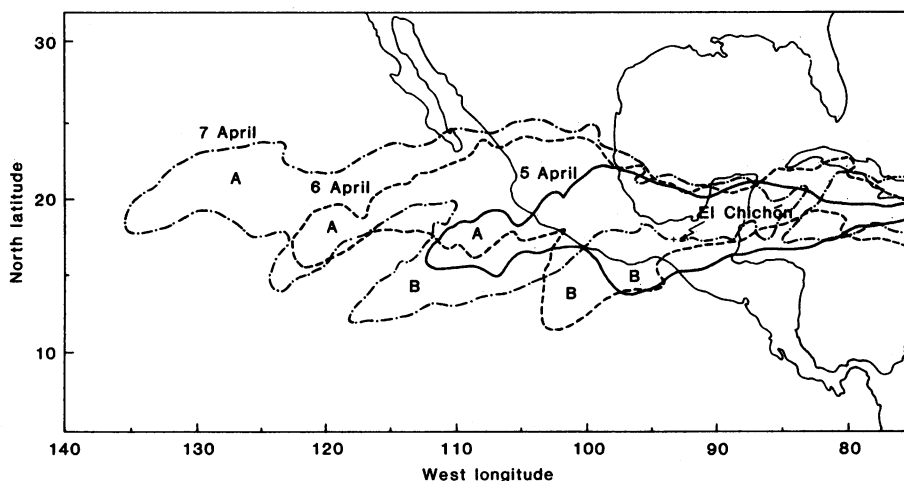 30
20
10
North latitude
7 April
A
6 April
A
5 April
A
El Chichón
B
B
B
140
130
120
110
100
90
80
West longitude